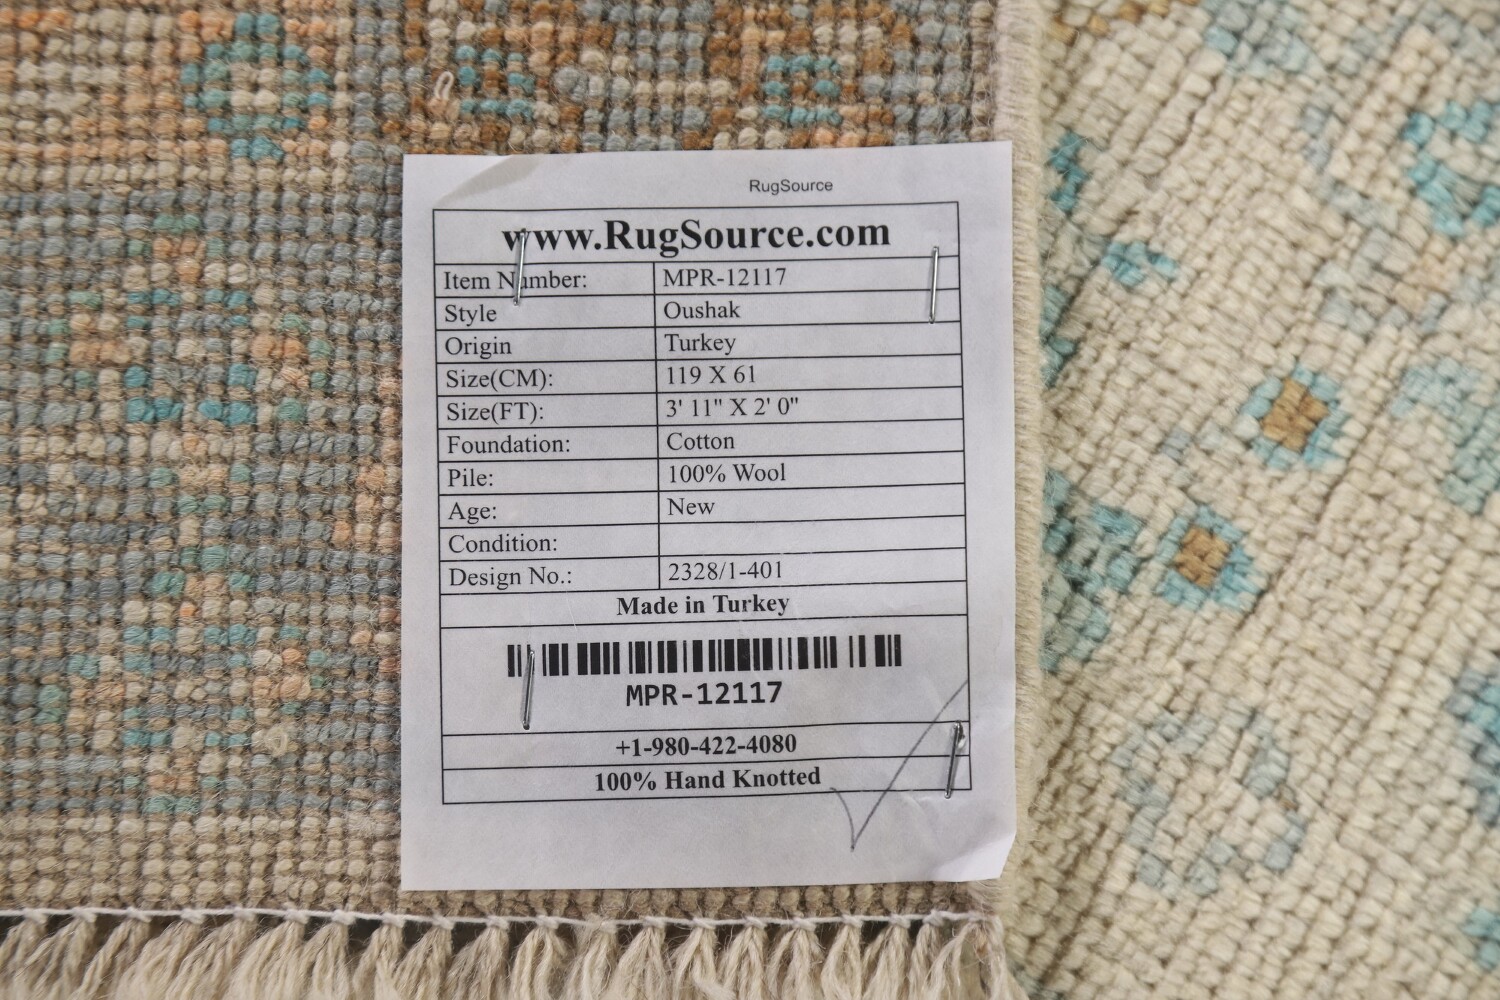 RugSource
www.RugSource.com
Item Number: MPR-12117
Style Oushak
Origin Turkey
Size(CM): 119 X 61
Size(FT): 3' 11" X 2' 0"
Foundation: Cotton
Pile: 100% Wool
Age: New
Condition:
Design No.: 2328/1-401
Made in Turkey
MPR-12117
+1-980-422-4080
100% Hand Knotted